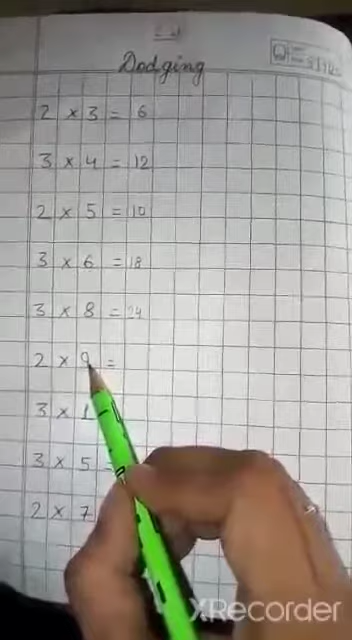 Dodging
2 × 3 = 6
3 × 4 = 12
2 × 5 = 10
3 × 6 = 18
3 × 8 = 24
2 × 9 =
3 × 1
3 × 5
2 × 7
XRecorder